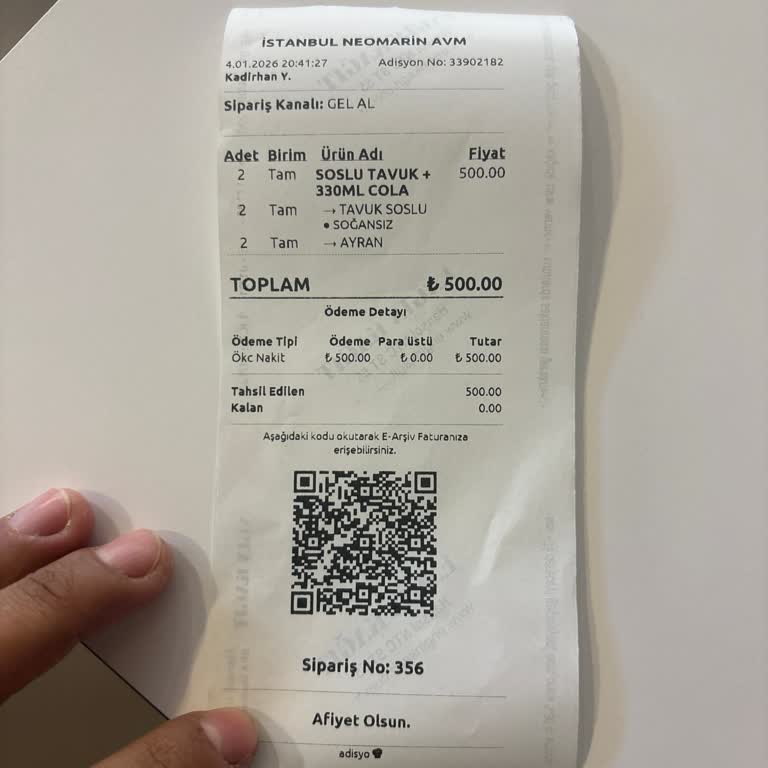 İSTANBUL NEOMARİN AVM
4.01.2026 20:41:27 Adisyon No: 33902182
Kadirhan Y.
Sipariş Kanalı: GEL AL
Adet Birim Ürün Adı Fiyat
2 Tam SOSLU TAVUK + 500.00
330ML COLA
2 Tam → TAVUK SOSLU
• SOĞANSIZ
2 Tam → AYRAN
TOPLAM ₺ 500.00
Ödeme Detayı
Ödeme Tipi Ödeme Para üstü Tutar
Ökc Nakit ₺ 500.00 ₺ 0.00 ₺ 500.00
Tahsil Edilen 500.00
Kalan 0.00
Aşağıdaki kodu okutarak E-Arşiv Faturanıza
erişebilirsiniz.
Sipariş No: 356
Afiyet Olsun.
adisyo